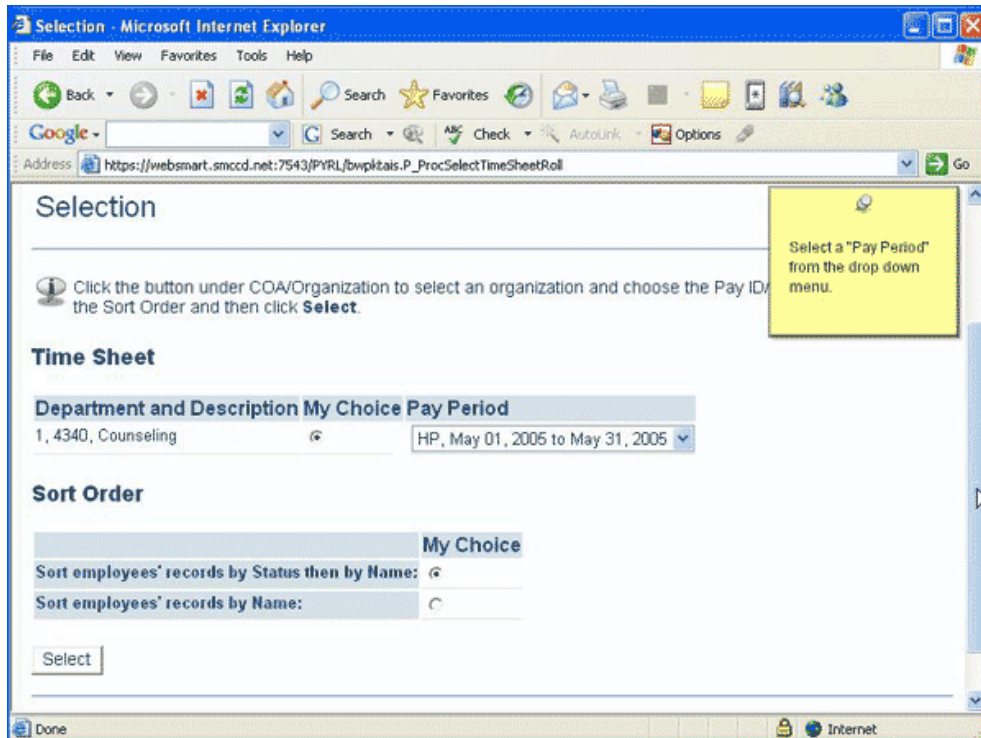 Selection - Microsoft Internet Explorer
File Edit View Favorites Tools Help
Back Search Favorites
Google Search Check AutoLink Options
Address https://websmart.smccd.net:7543/PYRL/bwpktais.P_ProcSelectTimeSheetRoll Go
Selection
Select a "Pay Period"
from the drop down
menu.
Click the button under COA/Organization to select an organization and choose the Pay ID/
the Sort Order and then click Select.
Time Sheet
Department and Description My Choice Pay Period
1, 4340, Counseling HP, May 01, 2005 to May 31, 2005
Sort Order
My Choice
Sort employees' records by Status then by Name:
Sort employees' records by Name:
Select
Done Internet